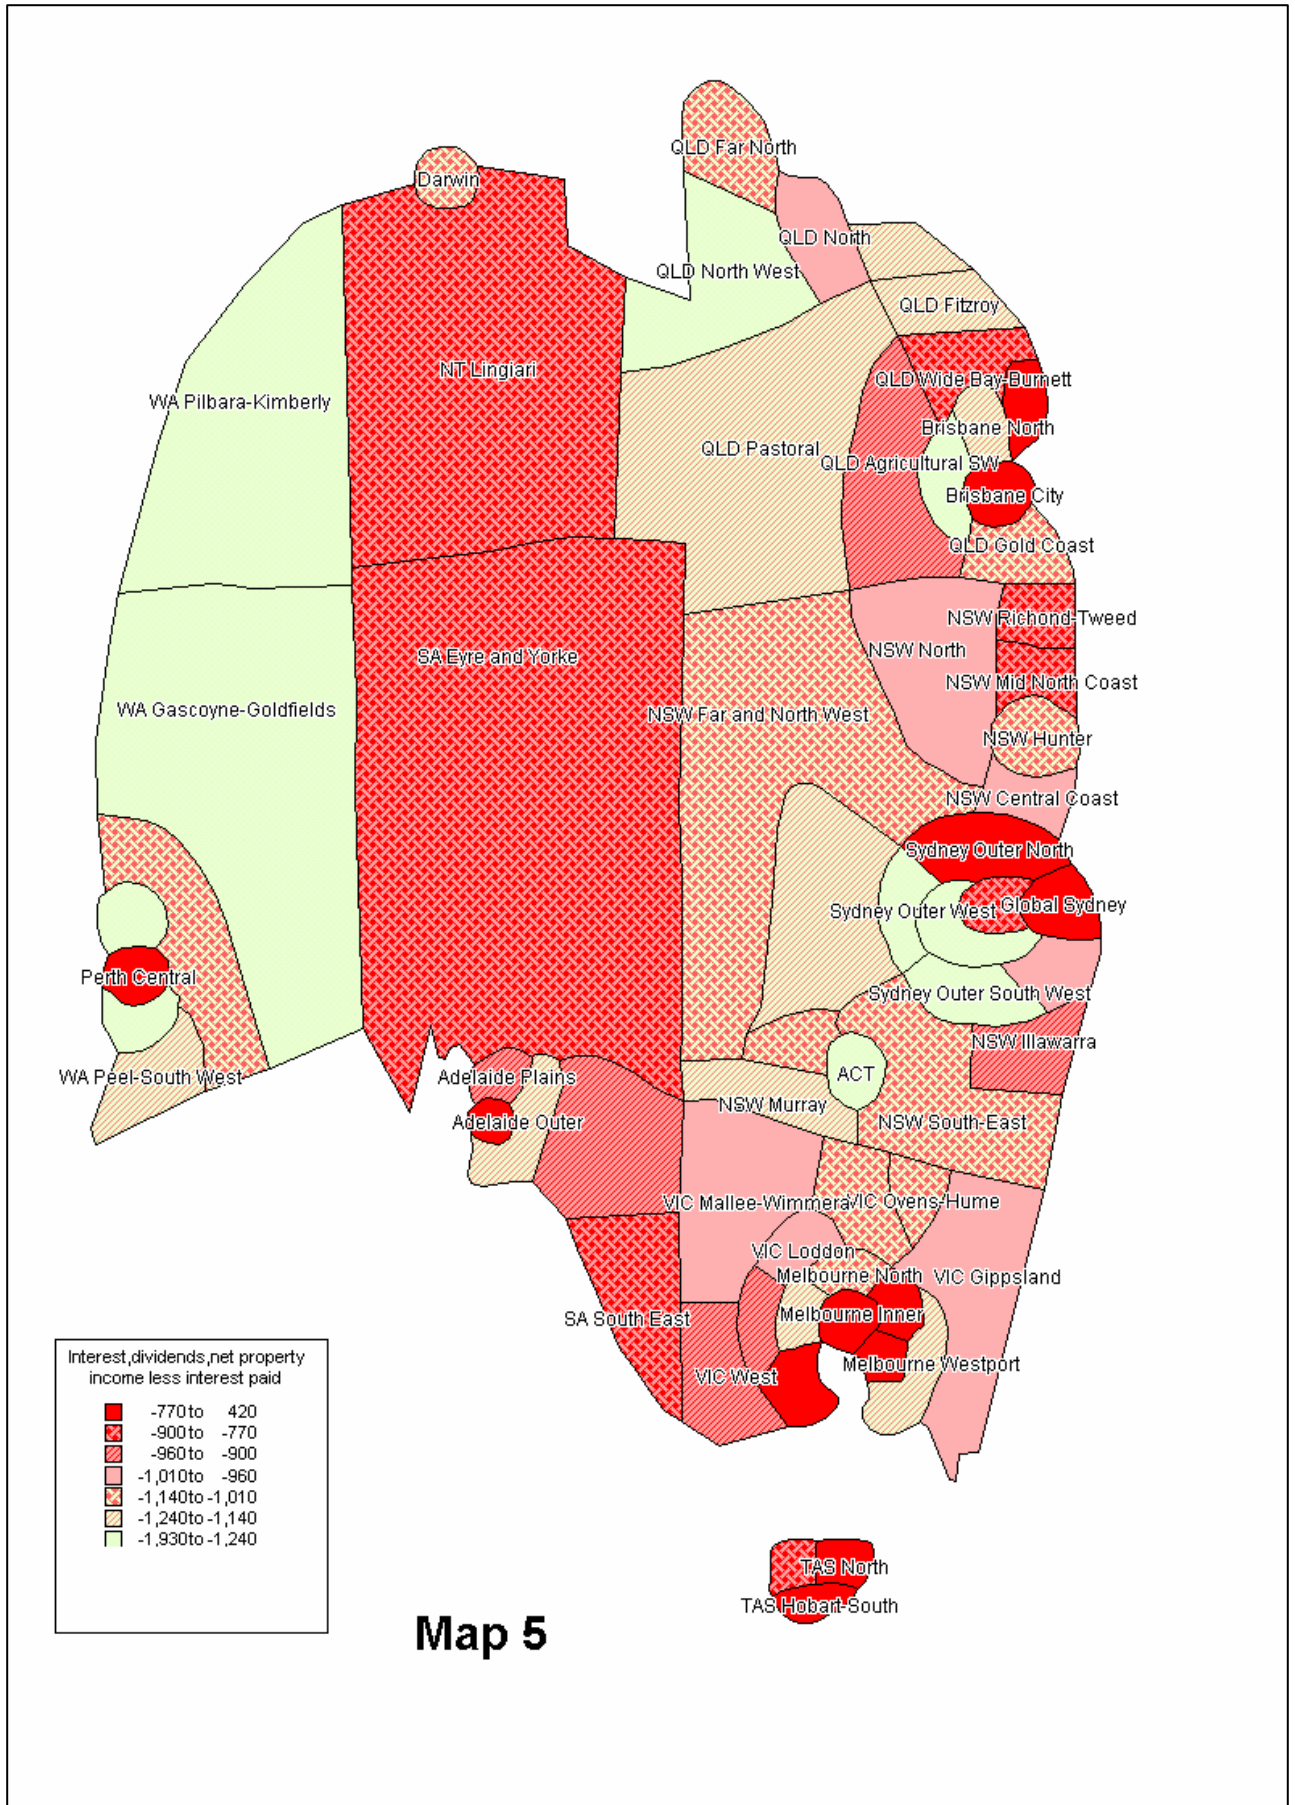 QLD Far North
Darwin
QLD North
QLD North West
QLD Fitzroy
NT Lingiari
QLD Wide Bay-Burnett
WA Pilbara-Kimberly
Brisbane North
QLD Pastoral
QLD Agricultural SW
Brisbane City
QLD Gold Coast
NSW Richond-Tweed
NSW North
SA Eyre and Yorke
NSW Mid North Coast
WA Gascoyne-Goldfields
NSW Far and North West
NSW Hunter
NSW Central Coast
Sydney Outer North
Global Sydney
Sydney Outer West
Perth Central
Sydney Outer South West
NSW Illawarra
ACT
WA Peel-South West
Adelaide Plains
NSW Murray
Adelaide Outer
NSW South-East
VIC Mallee-Wimmera
VIC Ovens-Hume
VIC Loddon
Melbourne North
VIC Gippsland
Melbourne Inner
SA South East
Melbourne Westport
VIC West
Interest,dividends,net property
income less interest paid
-770 to 420
-900 to -770
-960 to -900
-1,010 to -960
-1,140 to -1,010
-1,240 to -1,140
-1,930 to -1,240
TAS North
TAS Hobart-South
Map 5